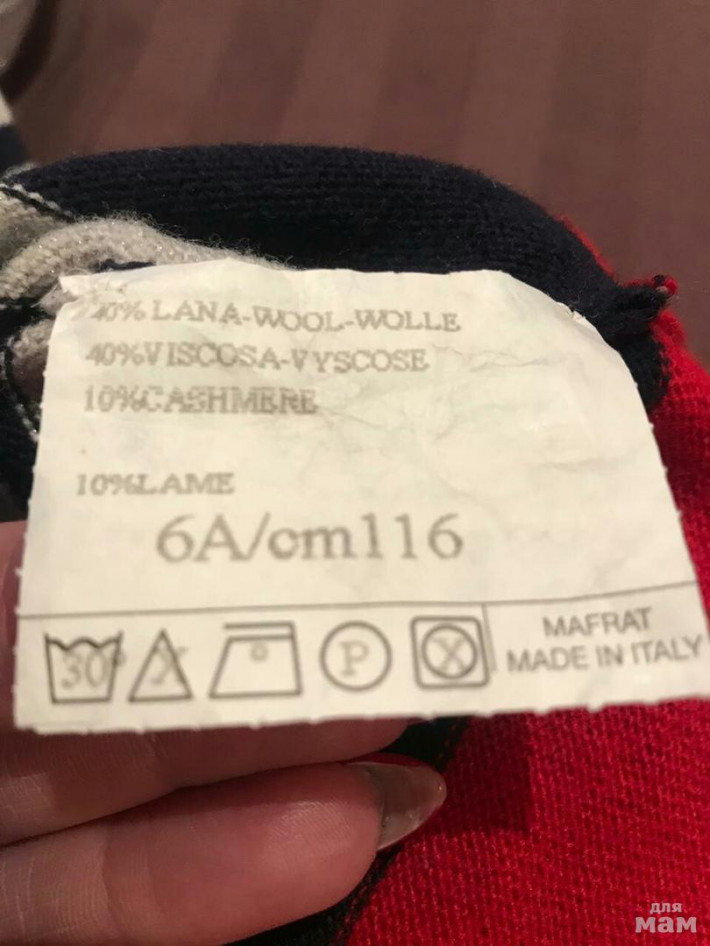 40% LANA-WOOL-WOLLE
40%VISCOSA-VYSCOSE
10%CASHMERE
10%LAME
6A/cm116
30° X P X
MAFRAT
MADE IN ITALY
для
мам